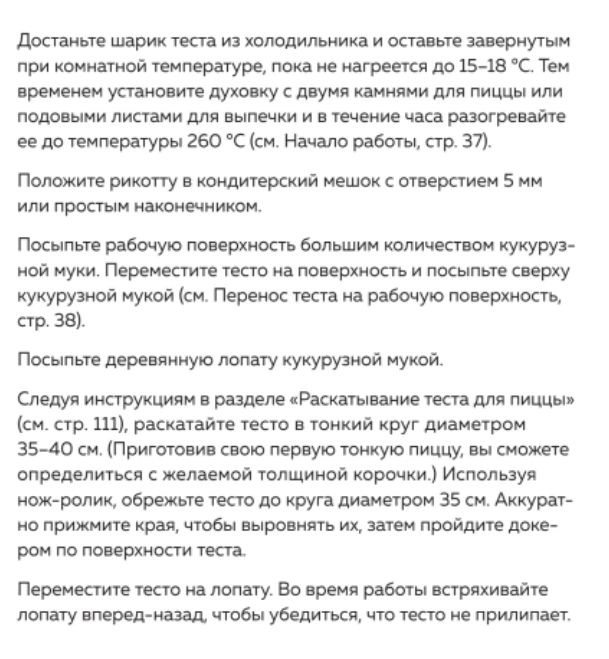 Достаньте шарик теста из холодильника и оставьте завернутым
при комнатной температуре, пока не нагреется до 15–18 °C. Тем
временем установите духовку с двумя камнями для пиццы или
подовыми листами для выпечки и в течение часа разогревайте
ее до температуры 260 °C (см. Начало работы, стр. 37).
Положите рикотту в кондитерский мешок с отверстием 5 мм
или простым наконечником.
Посыпьте рабочую поверхность большим количеством кукуруз-
ной муки. Переместите тесто на поверхность и посыпьте сверху
кукурузной мукой (см. Перенос теста на рабочую поверхность,
стр. 38).
Посыпьте деревянную лопату кукурузной мукой.
Следуя инструкциям в разделе «Раскатывание теста для пиццы»
(см. стр. 111), раскатайте тесто в тонкий круг диаметром
35–40 см. (Приготовив свою первую тонкую пиццу, вы сможете
определиться с желаемой толщиной корочки.) Используя
нож-ролик, обрежьте тесто до круга диаметром 35 см. Аккурат-
но прижмите края, чтобы выровнять их, затем пройдите доке-
ром по поверхности теста.
Переместите тесто на лопату. Во время работы встряхивайте
лопату вперед-назад, чтобы убедиться, что тесто не прилипает.